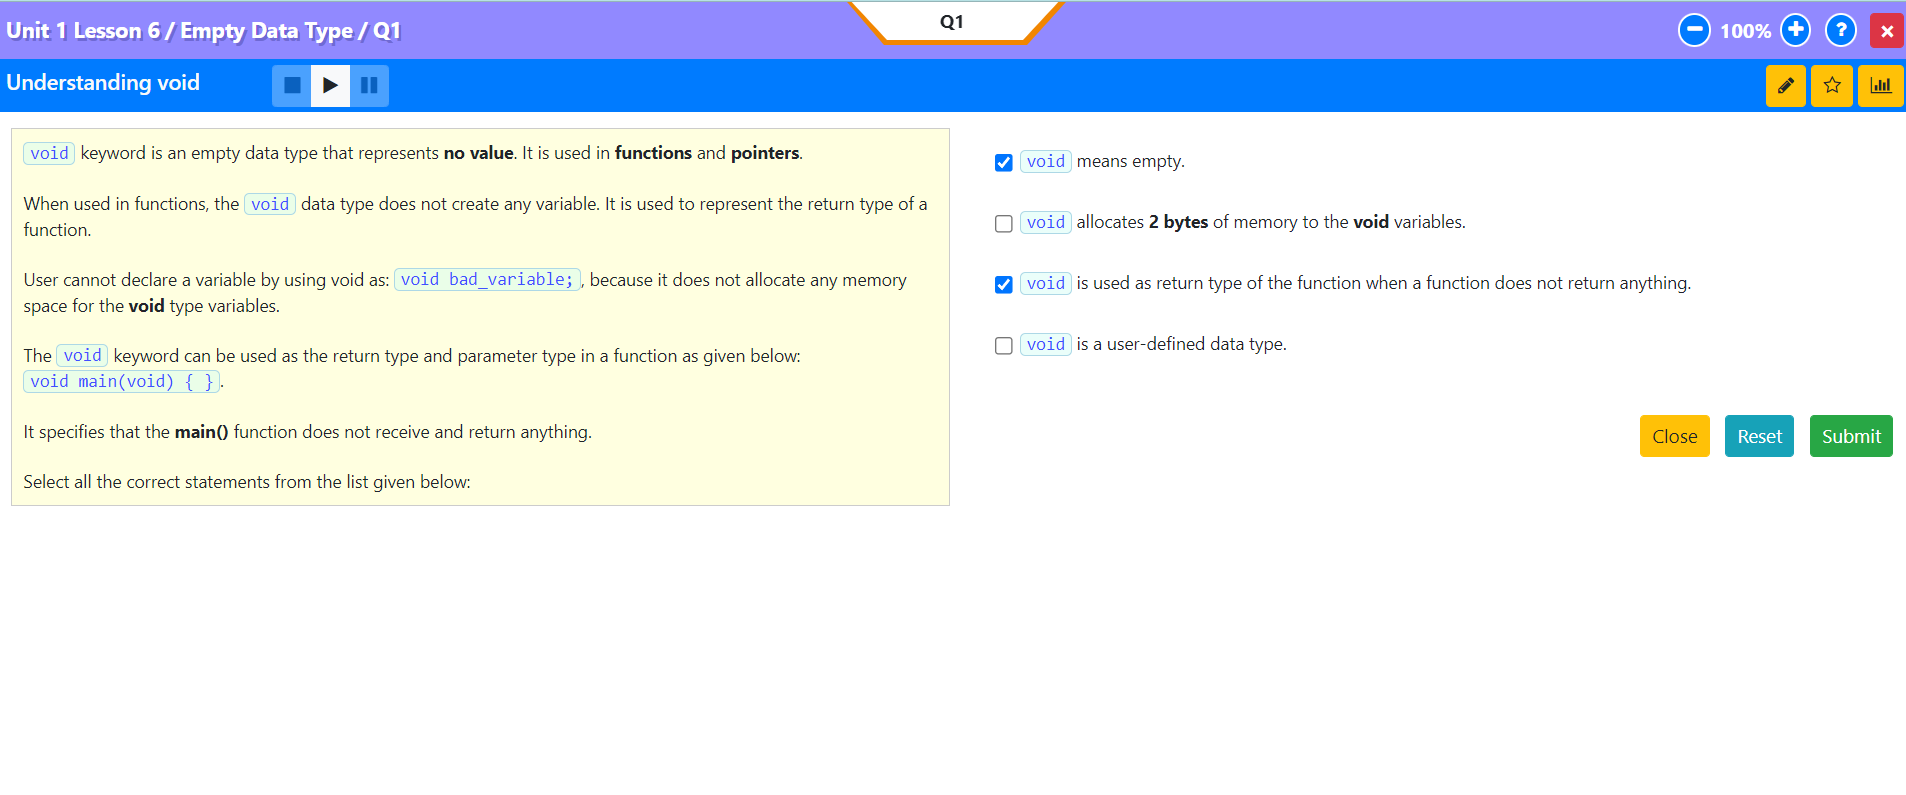 Q1
Unit 1 Lesson 6 / Empty Data Type / Q1
100%
?
Understanding void
void keyword is an empty data type that represents no value. It is used in functions and pointers.
When used in functions, the void data type does not create any variable. It is used to represent the return type of a
function.
User cannot declare a variable by using void as: void bad_variable;, because it does not allocate any memory
space for the void type variables.
The void keyword can be used as the return type and parameter type in a function as given below:
void main(void) { }.
It specifies that the main() function does not receive and return anything.
Select all the correct statements from the list given below:
void means empty.
void allocates 2 bytes of memory to the void variables.
void is used as return type of the function when a function does not return anything.
void is a user-defined data type.
Close
Reset
Submit